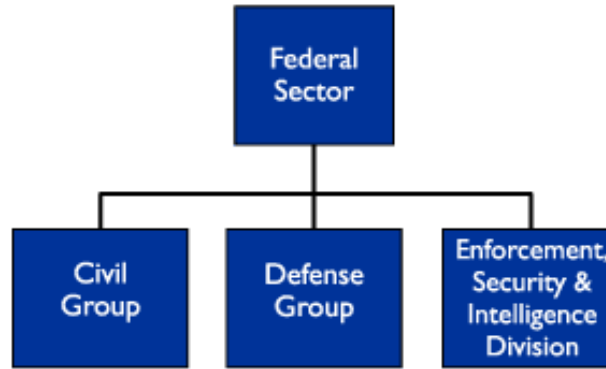 Federal
Sector
Civil
Group
Defense
Group
Enforcement,
Security &
Intelligence
Division